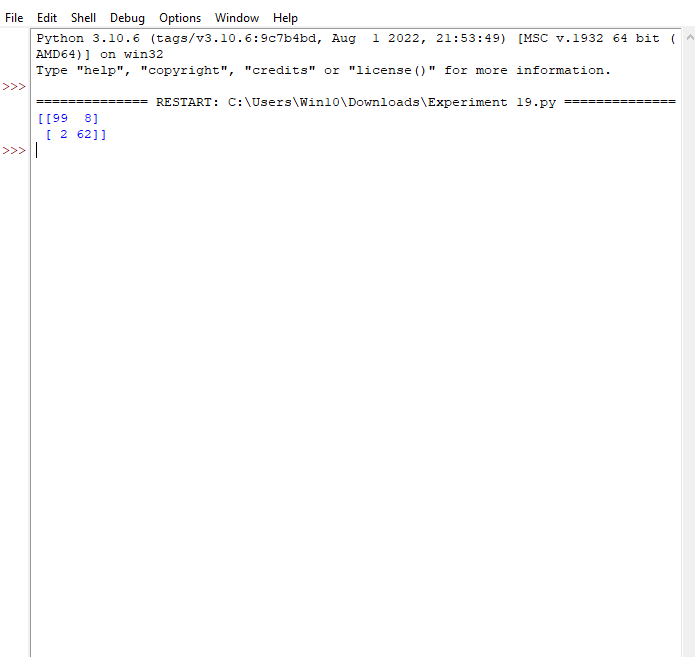 File Edit Shell Debug Options Window Help
Python 3.10.6 (tags/v3.10.6:9c7b4bd, Aug  1 2022, 21:53:49) [MSC v.1932 64 bit (
AMD64)] on win32
Type "help", "copyright", "credits" or "license()" for more information.
>>>
============== RESTART: C:\Users\Win10\Downloads\Experiment 19.py ==============
[[99  8]
 [ 2 62]]
>>>